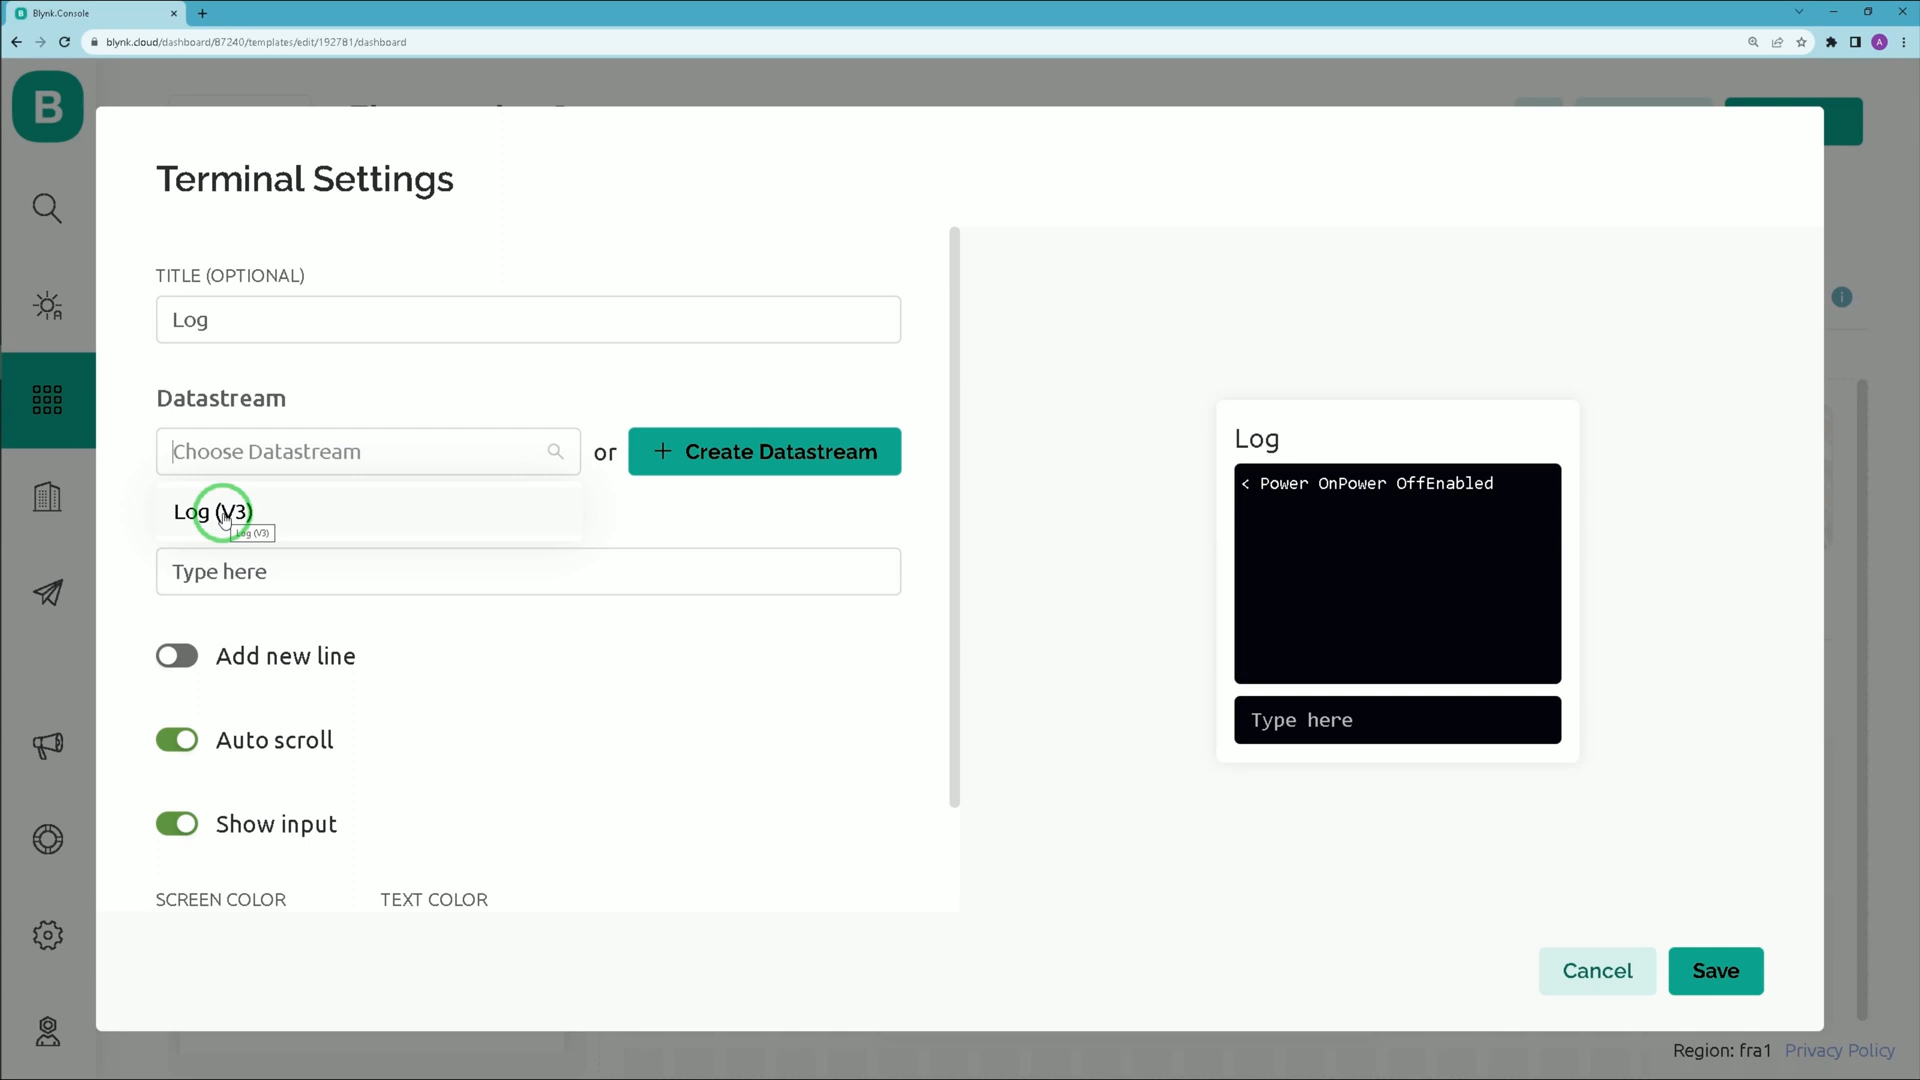 Blynk.Console
blynk.cloud/dashboard/87240/templates/edit/192781/dashboard
A
B
Terminal Settings
TITLE (OPTIONAL)
Log
Datastream
Choose Datastream
or
+ Create Datastream
Log (V3)
Log (V3)
Type here
Add new line
Auto scroll
Show input
SCREEN COLOR
TEXT COLOR
Log
< Power OnPower OffEnabled
Type here
Cancel
Save
Region: fra1
Privacy Policy